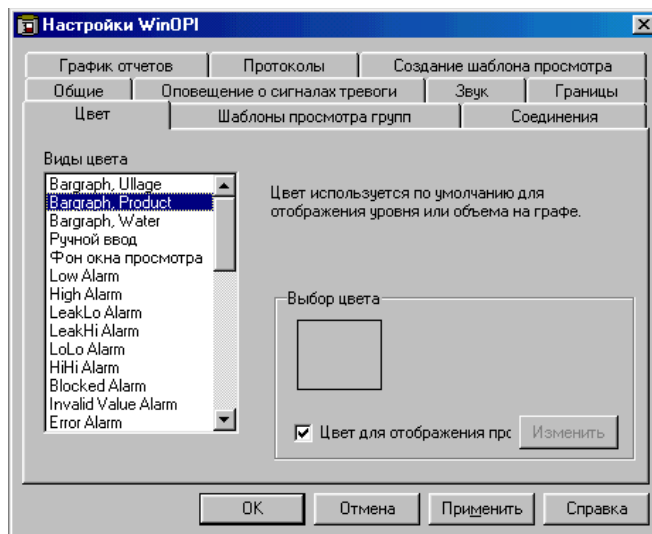 Настройки WinOPI
График отчетов Протоколы Создание шаблона просмотра
Общие Оповещение о сигналах тревоги Звук Границы
Цвет Шаблоны просмотра групп Соединения
Виды цвета
Bargraph, Ullage
Bargraph, Product
Bargraph, Water
Ручной ввод
Фон окна просмотра
Low Alarm
High Alarm
LeakLo Alarm
LeakHi Alarm
LoLo Alarm
HiHi Alarm
Blocked Alarm
Invalid Value Alarm
Error Alarm
Цвет используется по умолчанию для
отображения уровня или объема на графе.
Выбор цвета
Цвет для отображения прс Изменить
OK Отмена Применить Справка